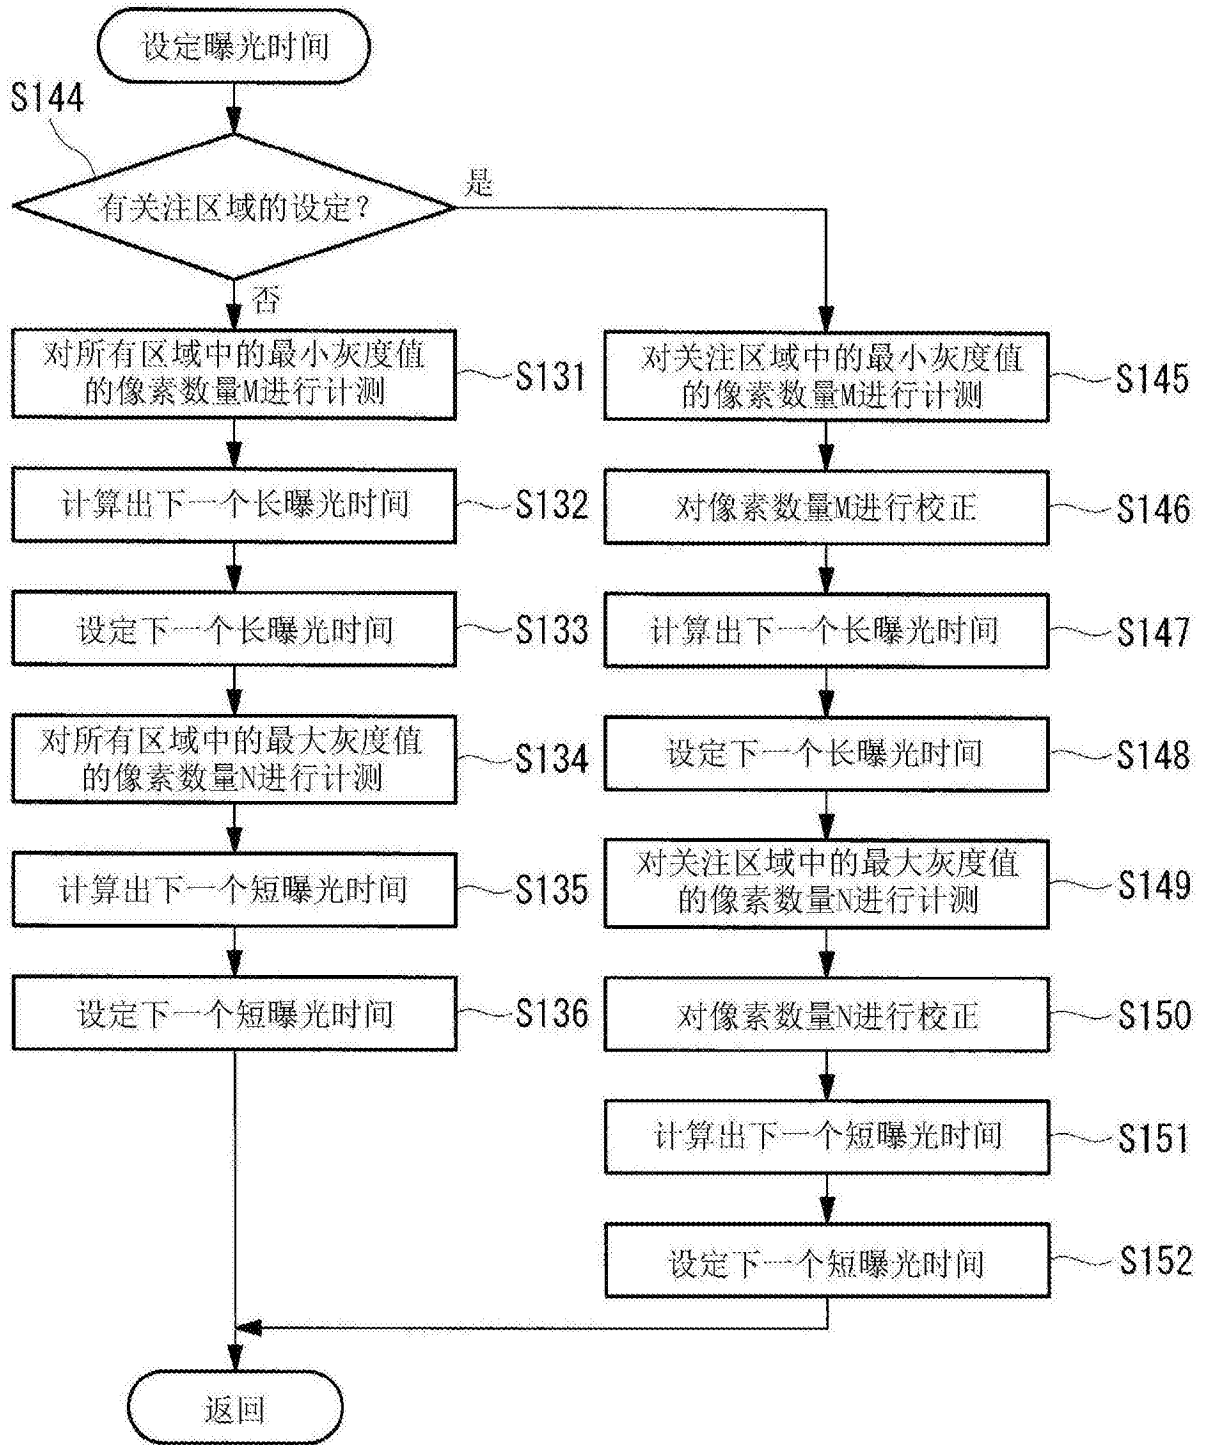 设定曝光时间
S144
有关注区域的设定?
是
否
对所有区域中的最小灰度值
的像素数量M进行计测
S131
计算出下一个长曝光时间
S132
设定下一个长曝光时间
S133
对所有区域中的最大灰度值
的像素数量N进行计测
S134
计算出下一个短曝光时间
S135
设定下一个短曝光时间
S136
对关注区域中的最小灰度值
的像素数量M进行计测
S145
对像素数量M进行校正
S146
计算出下一个长曝光时间
S147
设定下一个长曝光时间
S148
对关注区域中的最大灰度值
的像素数量N进行计测
S149
对像素数量N进行校正
S150
计算出下一个短曝光时间
S151
设定下一个短曝光时间
S152
返回